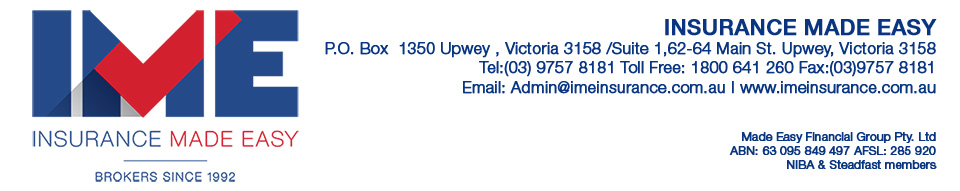 IME
INSURANCE MADE EASY
BROKERS SINCE 1992
INSURANCE MADE EASY
P.O. Box  1350 Upwey , Victoria 3158 /Suite 1,62-64 Main St. Upwey, Victoria 3158
Tel:(03) 9757 8181 Toll Free: 1800 641 260 Fax:(03)9757 8181
Email: Admin@imeinsurance.com.au I www.imeinsurance.com.au
Made Easy Financial Group Pty. Ltd
ABN: 63 095 849 497 AFSL: 285 920
NIBA & Steadfast members